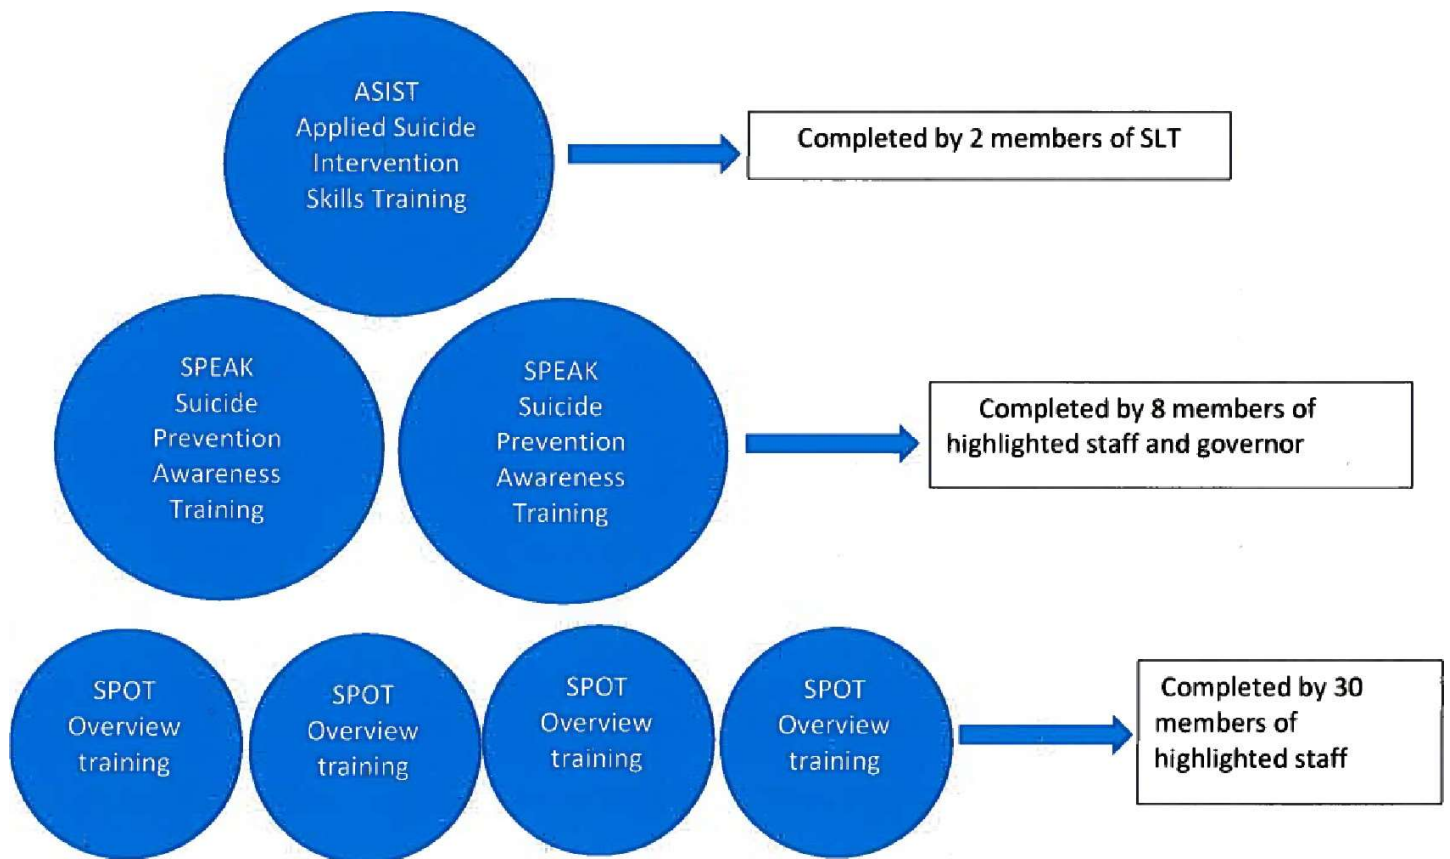 ASIST
Applied Suicide
Intervention
Skills Training
Completed by 2 members of SLT
SPEAK
Suicide
Prevention
Awareness
Training
SPEAK
Suicide
Prevention
Awareness
Training
Completed by 8 members of
highlighted staff and governor
SPOT
Overview
training
SPOT
Overview
training
SPOT
Overview
training
SPOT
Overview
training
Completed by 30
members of
highlighted staff